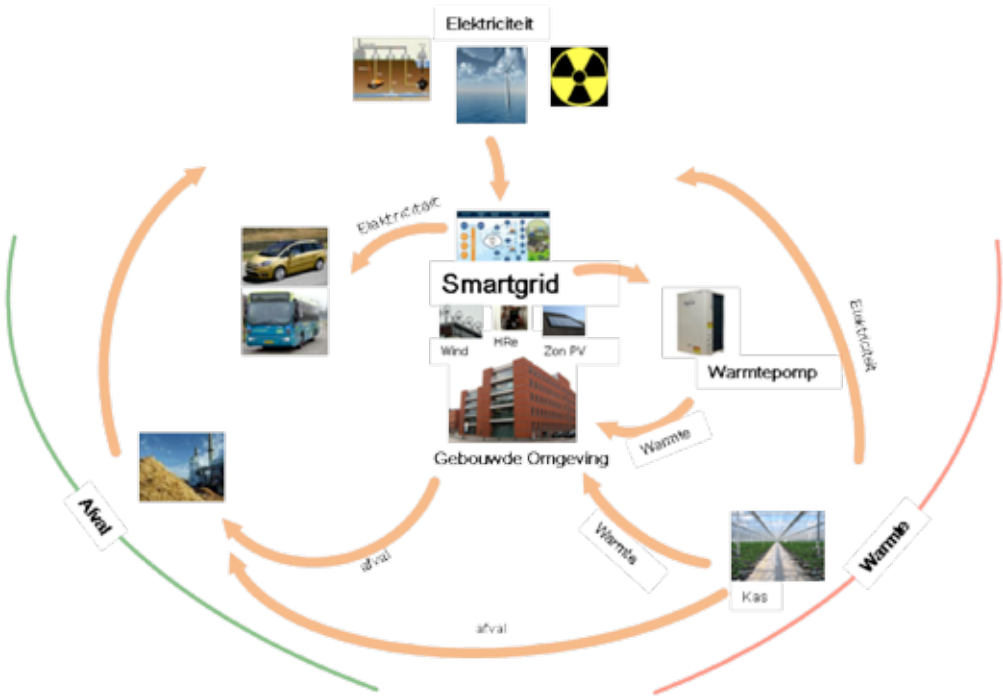 Elektriciteit
Elektriciteit
Smartgrid
Wind
HRe
Zon PV
Warmtepomp
Elektriciteit
Warmte
Gebouwde Omgeving
Afval
afval
Warmte
Warmte
Kas
afval